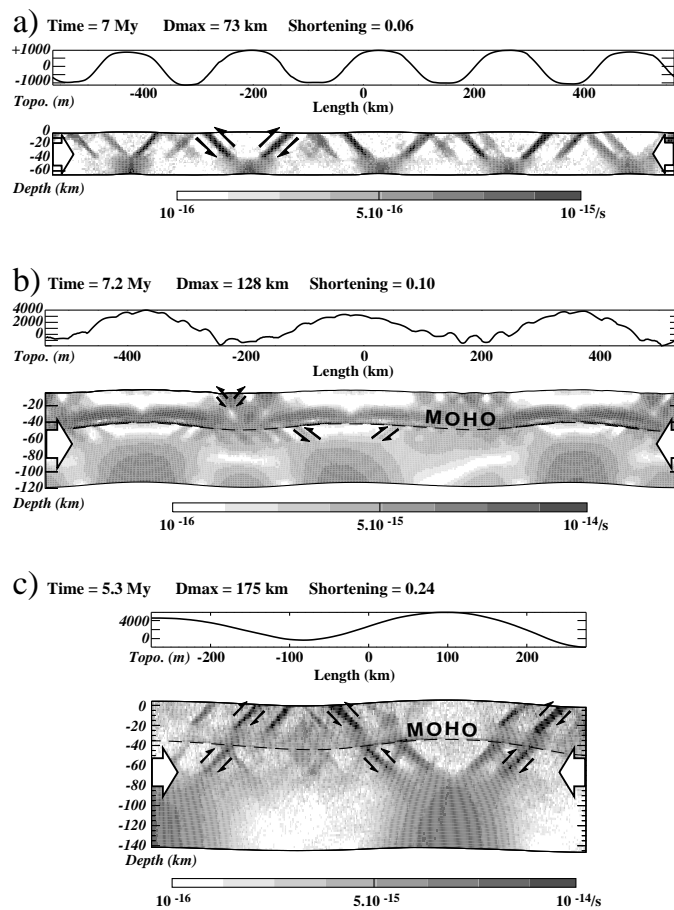 a) Time = 7 My Dmax = 73 km Shortening = 0.06
+1000
0
-1000
Topo. (m) -400 -200 0 200 400
Length (km)
0
-20
-40
-60
Depth (km)
10 -16 5.10 -16 10 -15/s
b) Time = 7.2 My Dmax = 128 km Shortening = 0.10
4000
2000
0
Topo. (m) -400 -200 0 200 400
Length (km)
-20
-40
-60
-80
-100
-120
MOHO
Depth (km)
10 -16 5.10 -15 10 -14/s
c) Time = 5.3 My Dmax = 175 km Shortening = 0.24
4000
0
Topo. (m) -200 -100 0 100 200
Length (km)
0
-20
MOHO
-40
-60
-80
-100
-120
-140
Depth (km)
10 -16 5.10 -15 10 -14/s